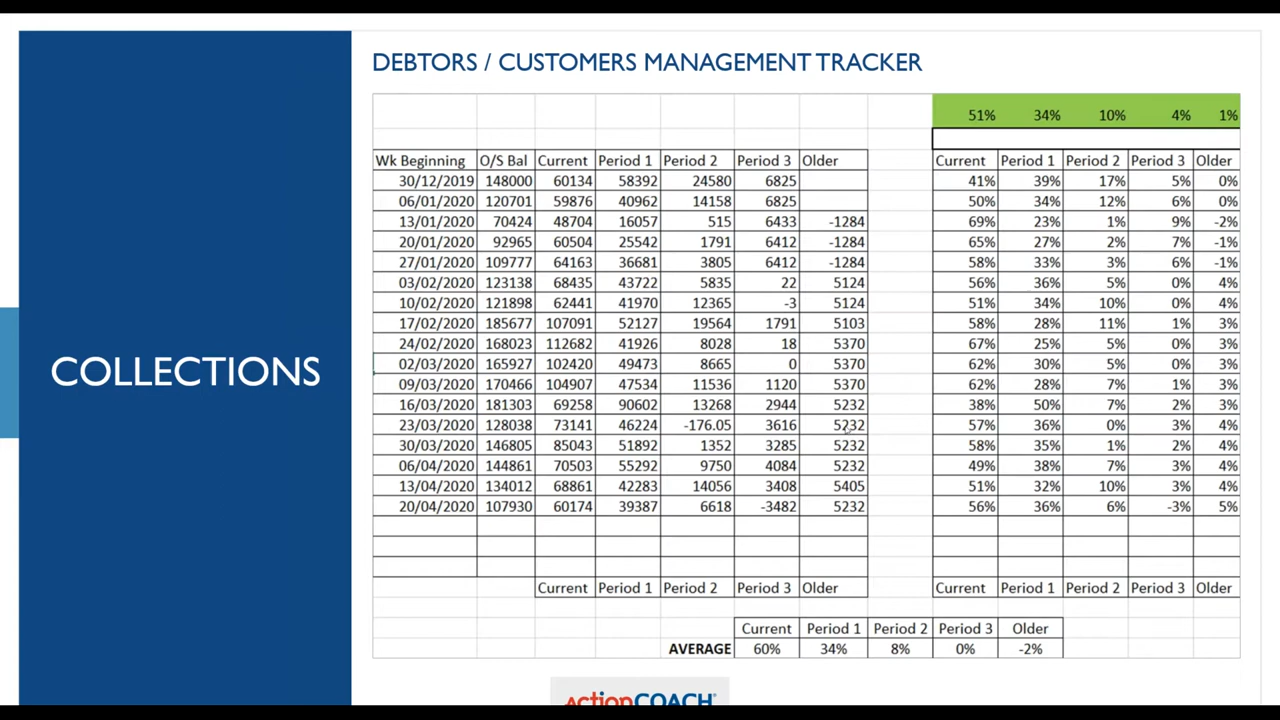 DEBTORS / CUSTOMERS MANAGEMENT TRACKER
51% 34% 10% 4% 1%
Wk Beginning O/S Bal Current Period 1 Period 2 Period 3 Older Current Period 1 Period 2 Period 3 Older
30/12/2019 148000 60134 58392 24580 6825 41% 39% 17% 5% 0%
06/01/2020 120701 59876 40962 14158 6825 50% 34% 12% 6% 0%
13/01/2020 70424 48704 16057 515 6433 -1284 69% 23% 1% 9% -2%
20/01/2020 92965 60504 25542 1791 6412 -1284 65% 27% 2% 7% -1%
27/01/2020 109777 64163 36681 3805 6412 -1284 58% 33% 3% 6% -1%
03/02/2020 123138 68435 43722 5835 22 5124 56% 36% 5% 0% 4%
10/02/2020 121898 62441 41970 12365 -3 5124 51% 34% 10% 0% 4%
17/02/2020 185677 107091 52127 19564 1791 5103 58% 28% 11% 1% 3%
24/02/2020 168023 112682 41926 8028 18 5370 67% 25% 5% 0% 3%
02/03/2020 165927 102420 49473 8665 0 5370 62% 30% 5% 0% 3%
09/03/2020 170466 104907 47534 11536 1120 5370 62% 28% 7% 1% 3%
16/03/2020 181303 69258 90602 13268 2944 5232 38% 50% 7% 2% 3%
23/03/2020 128038 73141 46224 -176.05 3616 5232 57% 36% 0% 3% 4%
30/03/2020 146805 85043 51892 1352 3285 5232 58% 35% 1% 2% 4%
06/04/2020 144861 70503 55292 9750 4084 5232 49% 38% 7% 3% 4%
13/04/2020 134012 68861 42283 14056 3408 5405 51% 32% 10% 3% 4%
20/04/2020 107930 60174 39387 6618 -3482 5232 56% 36% 6% -3% 5%
Current Period 1 Period 2 Period 3 Older Current Period 1 Period 2 Period 3 Older
Current Period 1 Period 2 Period 3 Older
AVERAGE 60% 34% 8% 0% -2%
COLLECTIONS
ActionCOACH